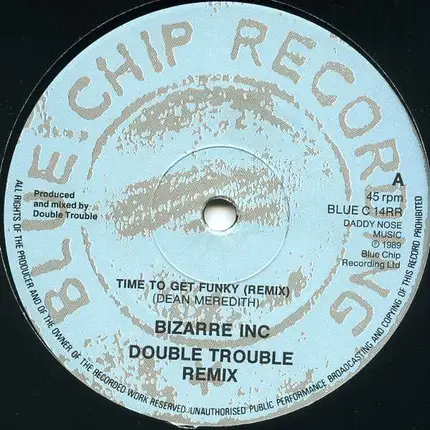 BLUE CHIP RECORDING
Produced
and mixed by
Double Trouble
A
45 rpm
BLUE C 14RR
DADDY NOSE
MUSIC
℗ 1989
Blue Chip
Recording Ltd
TIME TO GET FUNKY (REMIX)
(DEAN MEREDITH)
BIZARRE INC
DOUBLE TROUBLE
REMIX
ALL RIGHTS OF THE PRODUCER AND OF THE OWNER OF THE RECORDED WORK RESERVED. UNAUTHORISED PUBLIC PERFORMANCE BROADCASTING AND COPYING OF THIS RECORD PROHIBITED